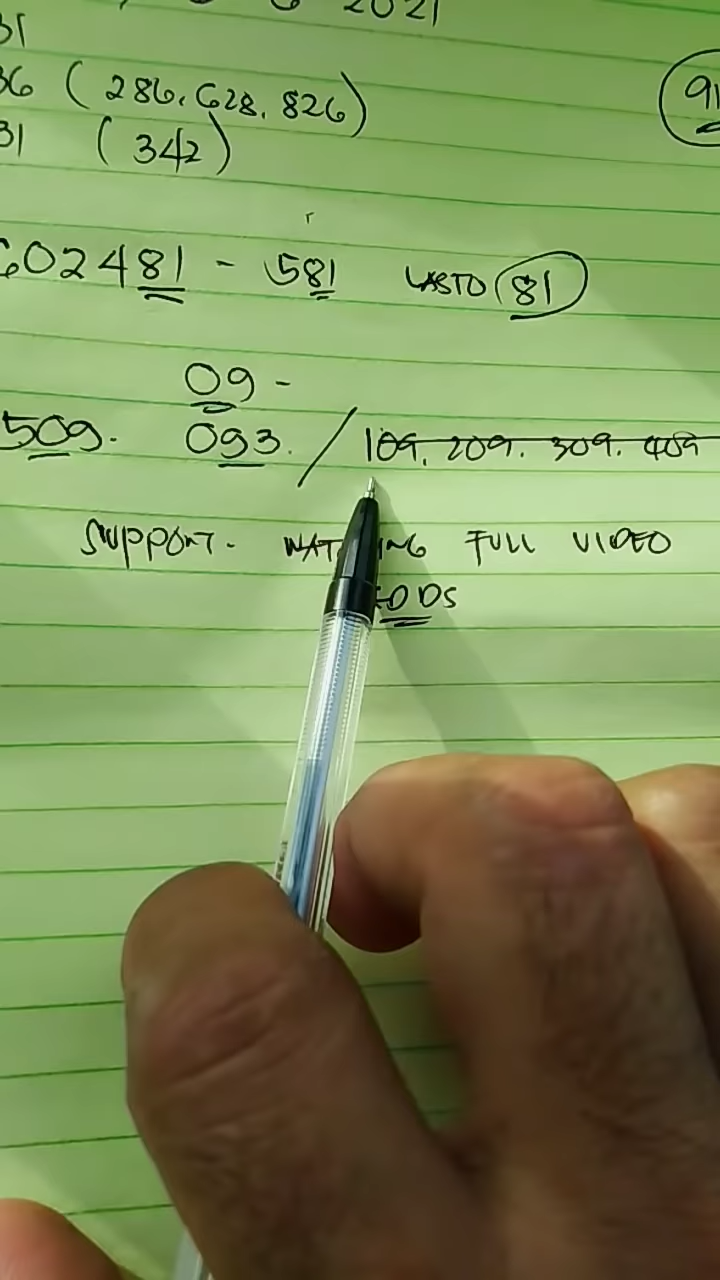 2021
31
36 (286, 628, 826)
31 (342)
91
602481 - 581 LASTO 81
09 -
509. 093. / 109. 209. 309. 409
SUPPORT. FULL VIDEO